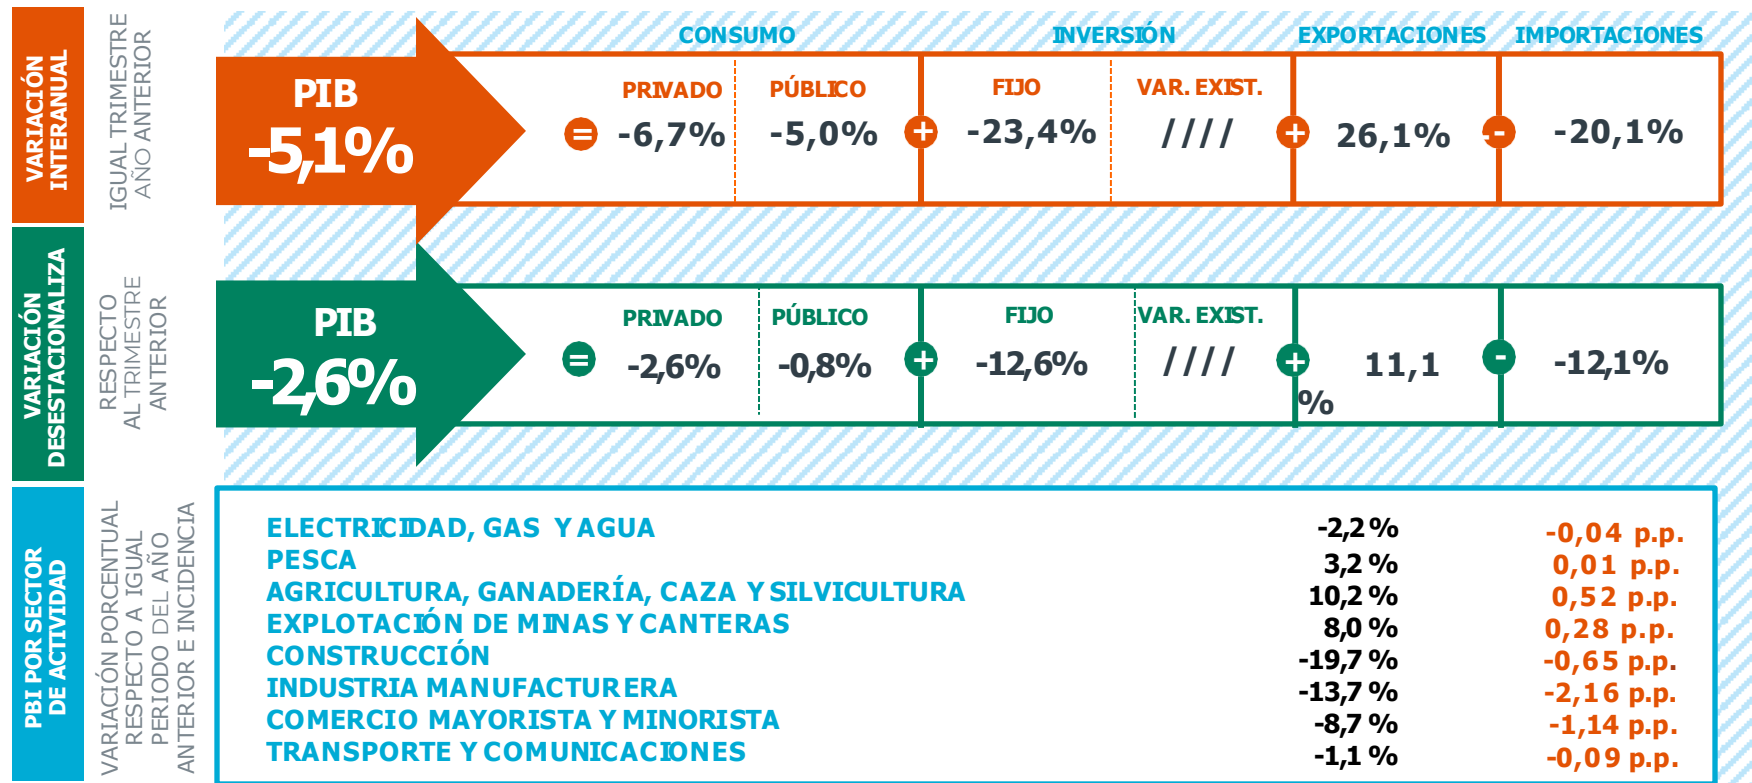 VARIACIÓN
INTERANUAL
IGUAL TRIMESTRE
AÑO ANTERIOR
CONSUMO
INVERSIÓN
EXPORTACIONES
IMPORTACIONES
PIB
-5,1%
=
PRIVADO
-6,7%
PÚBLICO
-5,0%
+
FIJO
-23,4%
VAR. EXIST.
////
+
26,1%
-
-20,1%
VARIACIÓN
DESESTACIONALIZA
RESPECTO
AL TRIMESTRE
ANTERIOR
PIB
-2,6%
=
PRIVADO
-2,6%
PÚBLICO
-0,8%
+
FIJO
-12,6%
VAR. EXIST.
////
+
11,1
%
-
-12,1%
PBI POR SECTOR
DE ACTIVIDAD
VARIACIÓN PORCENTUAL
RESPECTO A IGUAL
PERIODO DEL AÑO
ANTERIOR E INCIDENCIA
ELECTRICIDAD, GAS Y AGUA -2,2 % -0,04 p.p.
PESCA 3,2 % 0,01 p.p.
AGRICULTURA, GANADERÍA, CAZA Y SILVICULTURA 10,2 % 0,52 p.p.
EXPLOTACIÓN DE MINAS Y CANTERAS 8,0 % 0,28 p.p.
CONSTRUCCIÓN -19,7 % -0,65 p.p.
INDUSTRIA MANUFACTURERA -13,7 % -2,16 p.p.
COMERCIO MAYORISTA Y MINORISTA -8,7 % -1,14 p.p.
TRANSPORTE Y COMUNICACIONES -1,1 % -0,09 p.p.